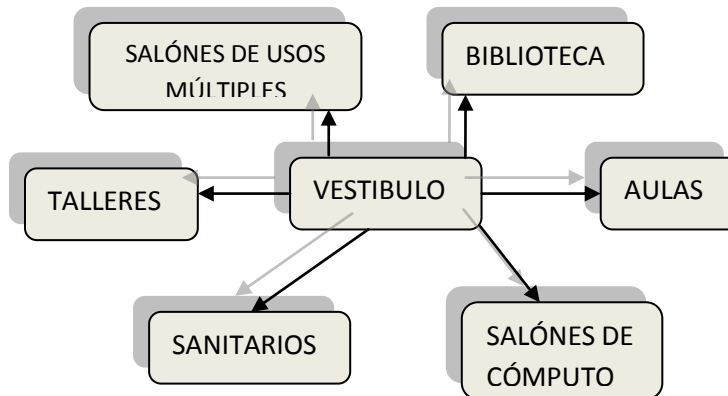 SALÓNES DE USOS
MÚLTIPLES
BIBLIOTECA
TALLERES
VESTIBULO
AULAS
SANITARIOS
SALÓNES DE
CÓMPUTO